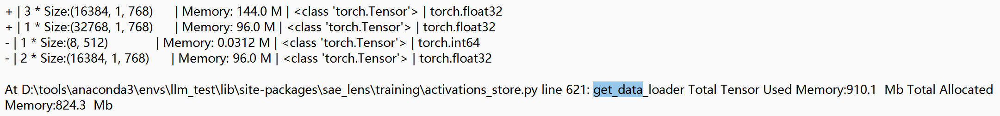 + | 3 * Size:(16384, 1, 768) | Memory: 144.0 M | <class 'torch.Tensor'> | torch.float32
+ | 1 * Size:(32768, 1, 768) | Memory: 96.0 M | <class 'torch.Tensor'> | torch.float32
- | 1 * Size:(8, 512) | Memory: 0.0312 M | <class 'torch.Tensor'> | torch.int64
- | 2 * Size:(16384, 1, 768) | Memory: 96.0 M | <class 'torch.Tensor'> | torch.float32
At D:\tools\anaconda3\envs\llm_test\lib\site-packages\sae_lens\training\activations_store.py line 621: get_data_loader Total Tensor Used Memory:910.1 Mb Total Allocated
Memory:824.3 Mb